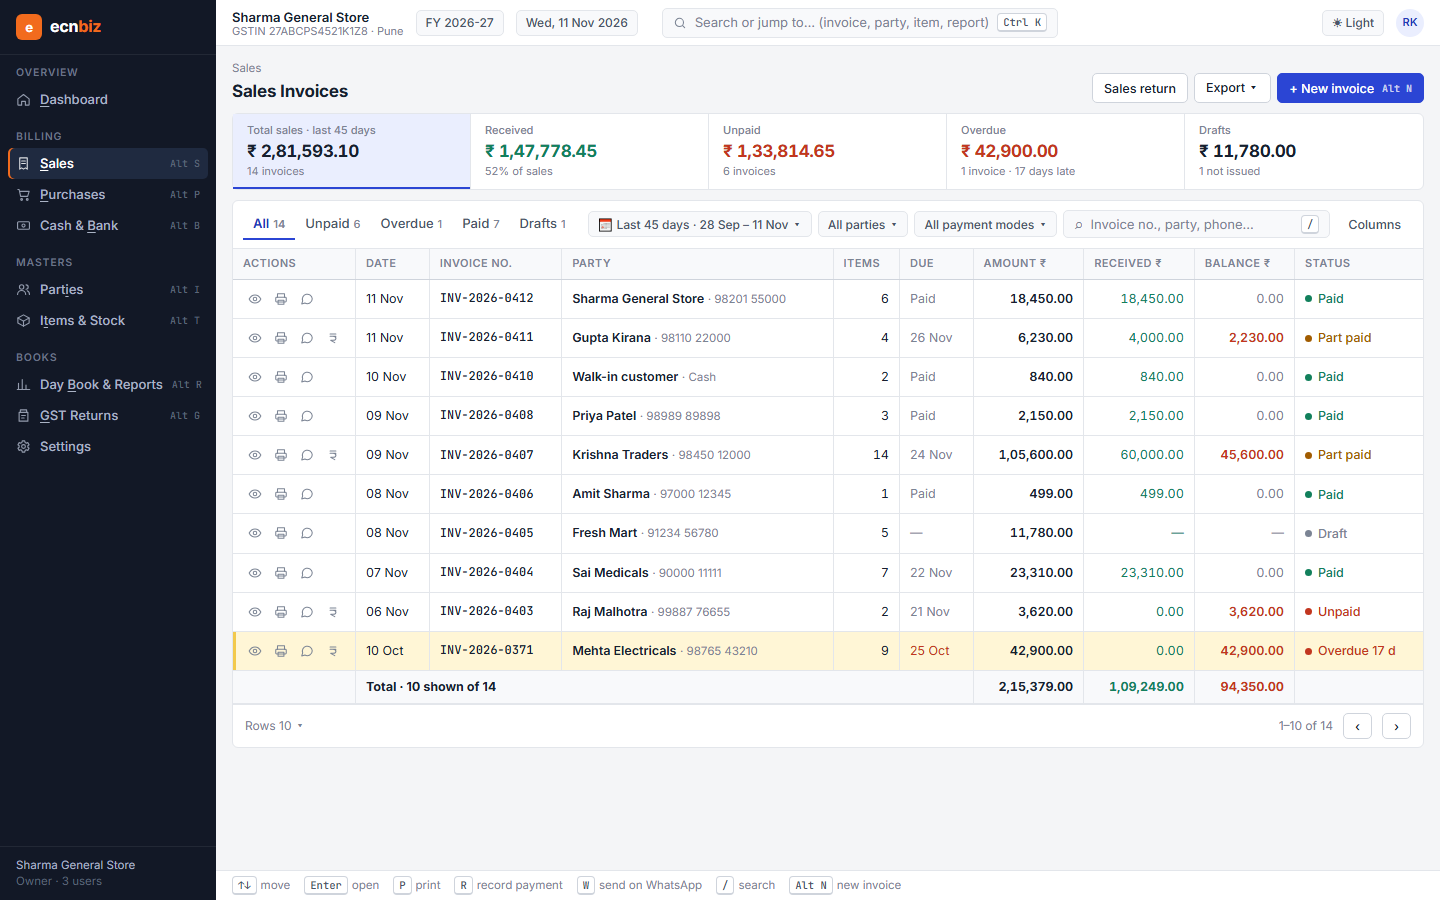 e ecnbiz
OVERVIEW
Dashboard
BILLING
Sales Alt S
Purchases Alt P
Cash & Bank Alt B
MASTERS
Parties Alt I
Items & Stock Alt T
BOOKS
Day Book & Reports Alt R
GST Returns Alt G
Settings
Sharma General Store
Owner · 3 users
Sharma General Store
GSTIN 27ABCPS4521K1Z8 · Pune
FY 2026-27
Wed, 11 Nov 2026
Search or jump to... (invoice, party, item, report) Ctrl K
☀ Light
RK
Sales
Sales Invoices
Sales return
Export ▾
+ New invoice Alt N
Total sales · last 45 days
₹ 2,81,593.10
14 invoices
Received
₹ 1,47,778.45
52% of sales
Unpaid
₹ 1,33,814.65
6 invoices
Overdue
₹ 42,900.00
1 invoice · 17 days late
Drafts
₹ 11,780.00
1 not issued
All 14 Unpaid 6 Overdue 1 Paid 7 Drafts 1
Last 45 days · 28 Sep – 11 Nov ▾
All parties ▾
All payment modes ▾
Invoice no., party, phone... /
Columns
ACTIONS DATE INVOICE NO. PARTY ITEMS DUE AMOUNT ₹ RECEIVED ₹ BALANCE ₹ STATUS
11 Nov INV-2026-0412 Sharma General Store · 98201 55000 6 Paid 18,450.00 18,450.00 0.00 Paid
₹ 11 Nov INV-2026-0411 Gupta Kirana · 98110 22000 4 26 Nov 6,230.00 4,000.00 2,230.00 Part paid
10 Nov INV-2026-0410 Walk-in customer · Cash 2 Paid 840.00 840.00 0.00 Paid
09 Nov INV-2026-0408 Priya Patel · 98989 89898 3 Paid 2,150.00 2,150.00 0.00 Paid
₹ 09 Nov INV-2026-0407 Krishna Traders · 98450 12000 14 24 Nov 1,05,600.00 60,000.00 45,600.00 Part paid
08 Nov INV-2026-0406 Amit Sharma · 97000 12345 1 Paid 499.00 499.00 0.00 Paid
08 Nov INV-2026-0405 Fresh Mart · 91234 56780 5 — 11,780.00 — — Draft
07 Nov INV-2026-0404 Sai Medicals · 90000 11111 7 22 Nov 23,310.00 23,310.00 0.00 Paid
₹ 06 Nov INV-2026-0403 Raj Malhotra · 99887 76655 2 21 Nov 3,620.00 0.00 3,620.00 Unpaid
₹ 10 Oct INV-2026-0371 Mehta Electricals · 98765 43210 9 25 Oct 42,900.00 0.00 42,900.00 Overdue 17 d
Total · 10 shown of 14 2,15,379.00 1,09,249.00 94,350.00
Rows 10 ▾
1–10 of 14 ‹ ›
↑↓ move Enter open P print R record payment W send on WhatsApp / search Alt N new invoice